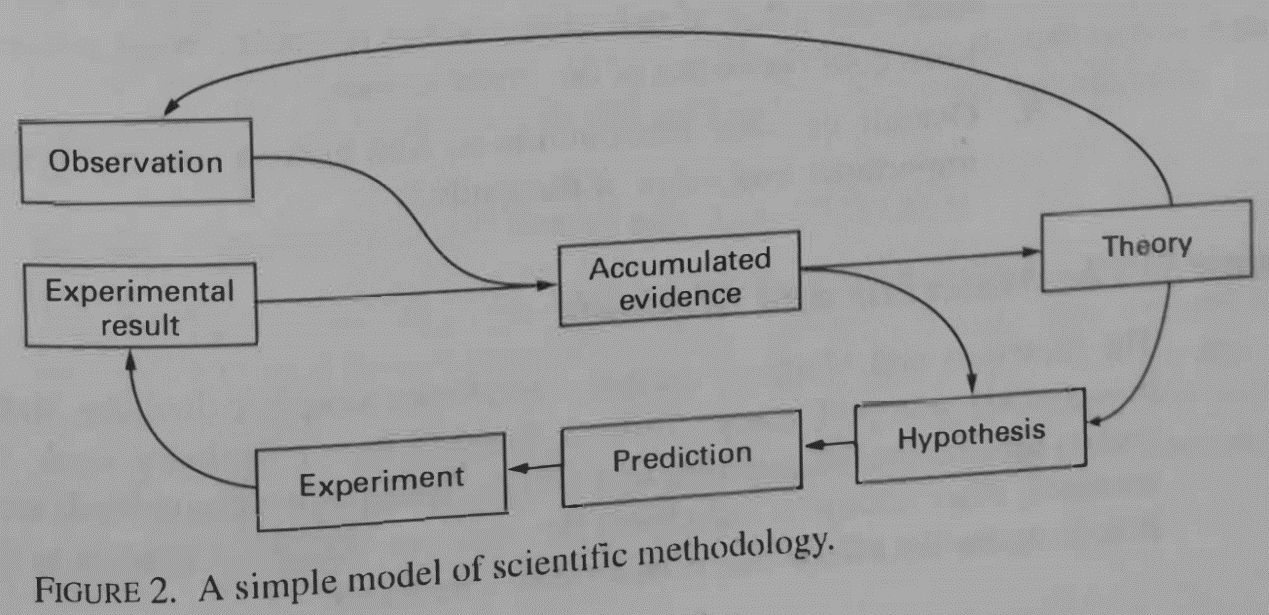 Observation
Experimental
result
Accumulated
evidence
Theory
Hypothesis
Prediction
Experiment
FIGURE 2. A simple model of scientific methodology.